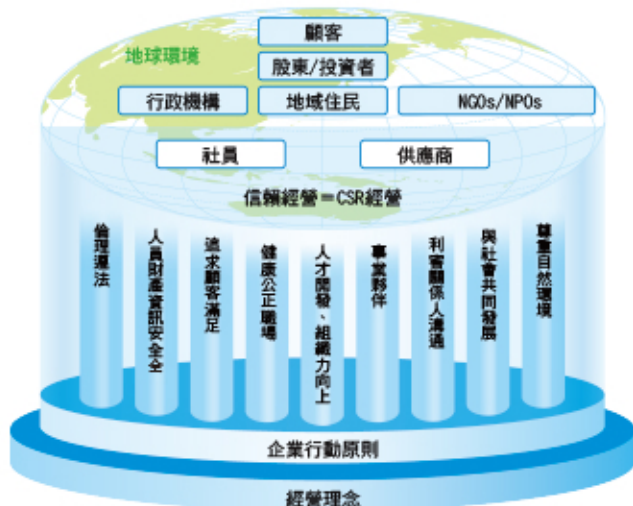 顧客
地球環境
股東/投資者
行政機構
地域住民
NGOs/NPOs
社員
供應商
信賴經營＝CSR經營
倫理遵法
人員財產資訊安全全
追求顧客滿足
健康公正職場
人才開發、組織力向上
事業夥伴
利害關係人溝通
與社會共同發展
尊重自然環境
企業行動原則
經營理念